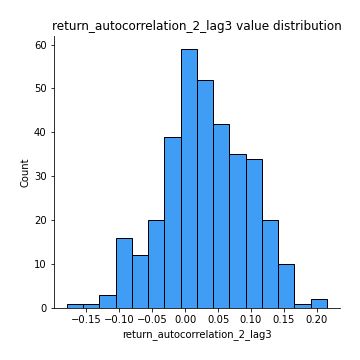 return_autocorrelation_2_lag3 value distribution
60
50
40
30
20
10
0
Count
−0.15 −0.10 −0.05 0.00 0.05 0.10 0.15 0.20
return_autocorrelation_2_lag3